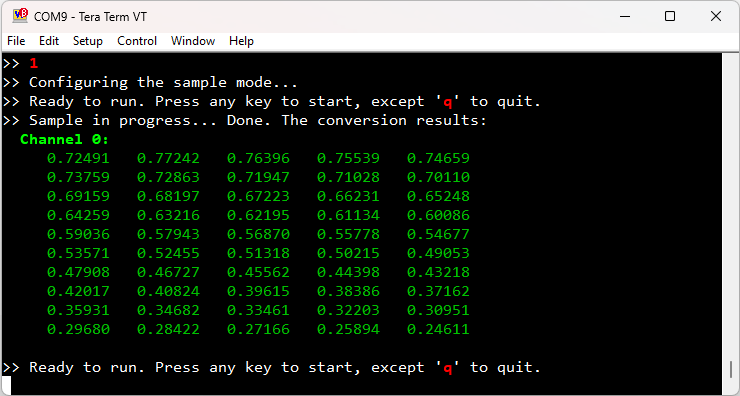 COM9 - Tera Term VT
File Edit Setup Control Window Help
>> 1
>> Configuring the sample mode...
>> Ready to run. Press any key to start, except 'q' to quit.
>> Sample in progress... Done. The conversion results:
Channel 0:
0.72491 0.77242 0.76396 0.75539 0.74659
0.73759 0.72863 0.71947 0.71028 0.70110
0.69159 0.68197 0.67223 0.66231 0.65248
0.64259 0.63216 0.62195 0.61134 0.60086
0.59036 0.57943 0.56870 0.55778 0.54677
0.53571 0.52455 0.51318 0.50215 0.49053
0.47908 0.46727 0.45562 0.44398 0.43218
0.42017 0.40824 0.39615 0.38386 0.37162
0.35931 0.34682 0.33461 0.32203 0.30951
0.29680 0.28422 0.27166 0.25894 0.24611
>> Ready to run. Press any key to start, except 'q' to quit.